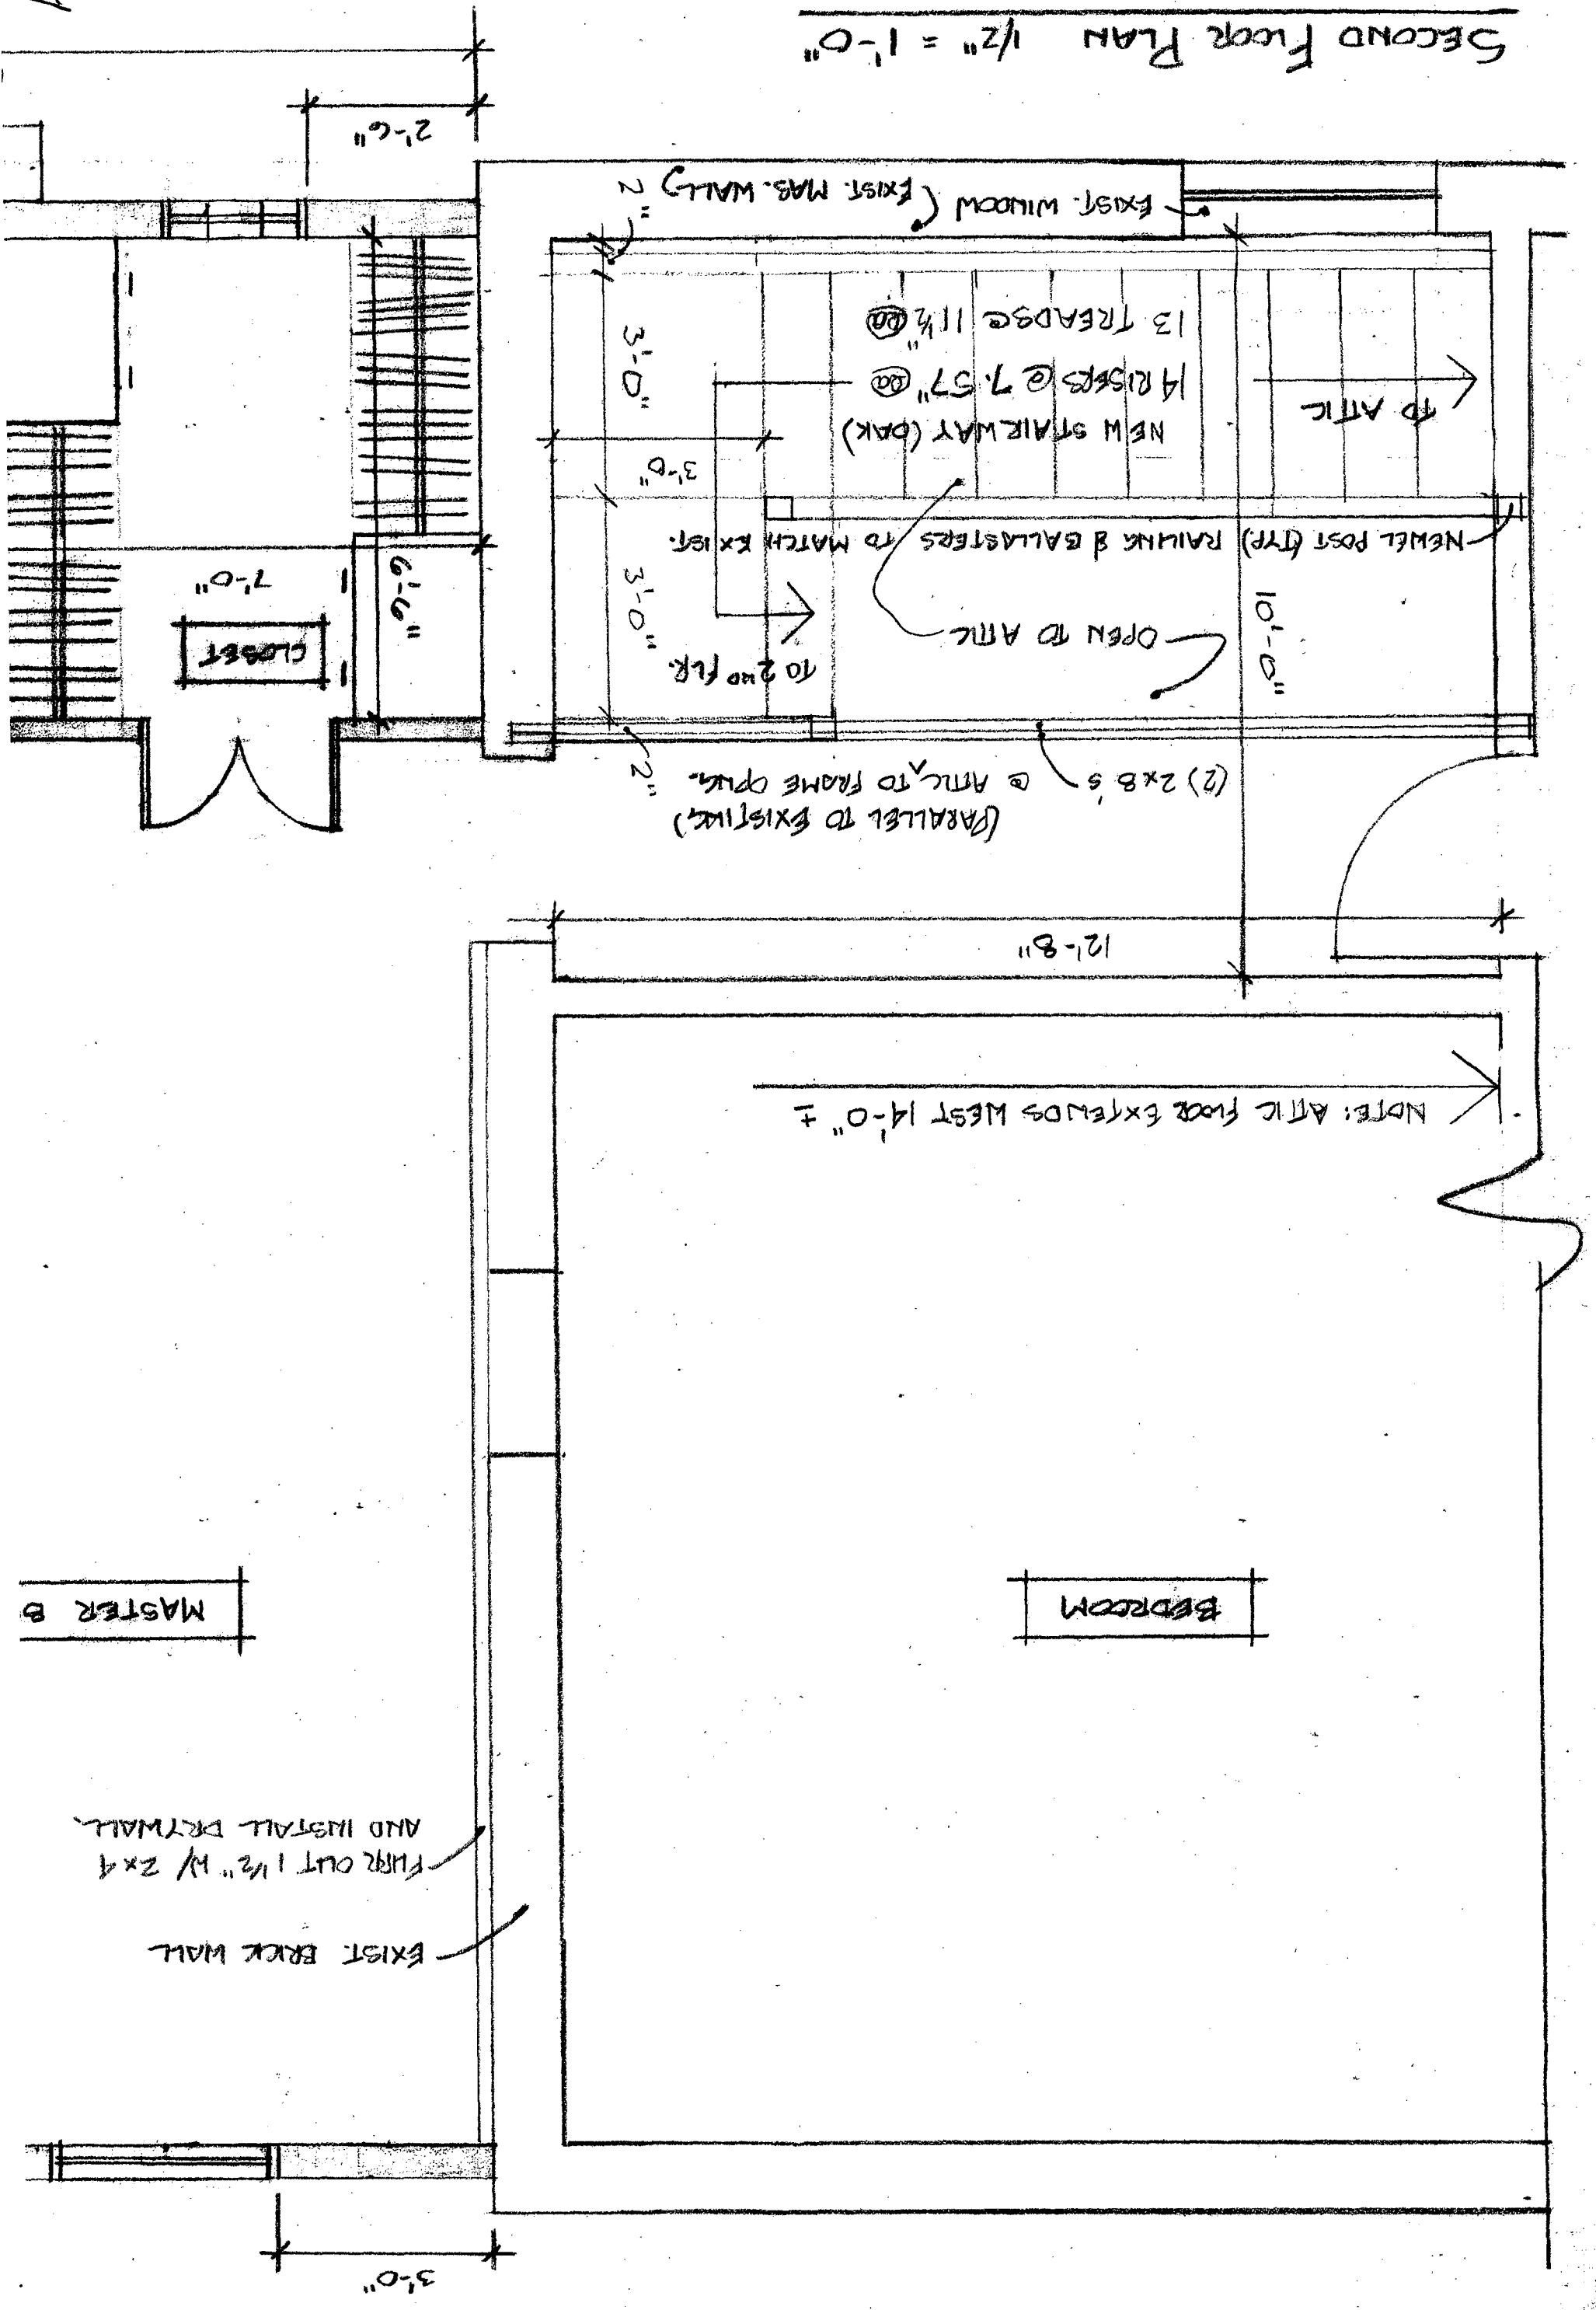 3'-0"
EXIST. BRICK WALL
FURR OUT 1 1/2" W/ 2x4
AND INSTALL DRYWALL
BEDROOM
MASTER B
NOTE: ATTIC FLOOR EXTENDS WEST 14'-0" ±
12'-8"
(PARALLEL TO EXISTING)
(2) 2x8's @ ATTIC TO FRAME OPNG.
2"
TO 2ND FLR.
OPEN TO ATTIC
10'-0"
3'-0"
CLOSET
7'-0"
6'-6"
NEWEL POST (TYP) RAILING & BALLASTERS TO MATCH EXIST.
3'-0"
NEW STAIRWAY (OAK)
14 RISERS @ 7.57" ea
13 TREADS @ 11 1/2" ea
TO ATTIC
3'-0"
EXIST. WINDOW
EXIST. MAS. WALL
2"
2'-6"
SECOND FLOOR PLAN 1/2" = 1'-0"